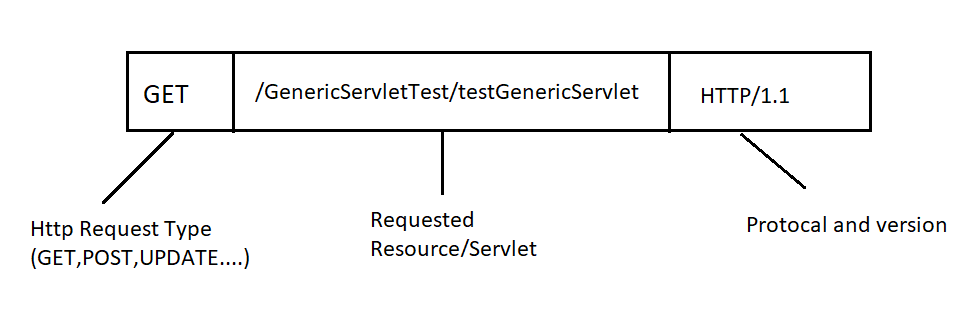 GET
/GenericServletTest/testGenericServlet
HTTP/1.1
Http Request Type
(GET,POST,UPDATE....)
Requested
Resource/Servlet
Protocal and version